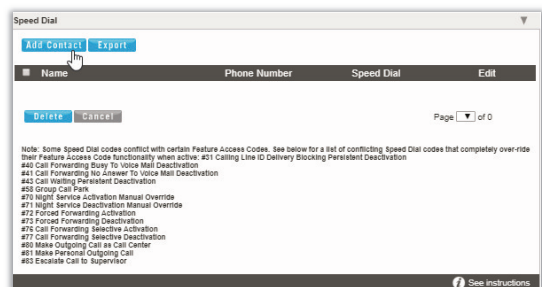 Speed Dial
Add Contact Export
Name Phone Number Speed Dial Edit
Delete Cancel Page of 0
Note: Some Speed Dial codes conflict with certain Feature Access Codes. See below for a list of conflicting Speed Dial codes that completely over-ride
their Feature Access Code functionality when active: #31 Calling Line ID Delivery Blocking Persistent Deactivation
#40 Call Forwarding Busy To Voice Mail Deactivation
#41 Call Forwarding No Answer To Voice Mail Deactivation
#43 Call Waiting Persistent Deactivation
#58 Group Call Park
#70 Night Service Activation Manual Override
#71 Night Service Deactivation Manual Override
#72 Forced Forwarding Activation
#73 Forced Forwarding Deactivation
#76 Call Forwarding Selective Activation
#77 Call Forwarding Selective Deactivation
#80 Make Outgoing Call as Call Center
#81 Make Personal Outgoing Call
#83 Escalate Call to Supervisor
See instructions